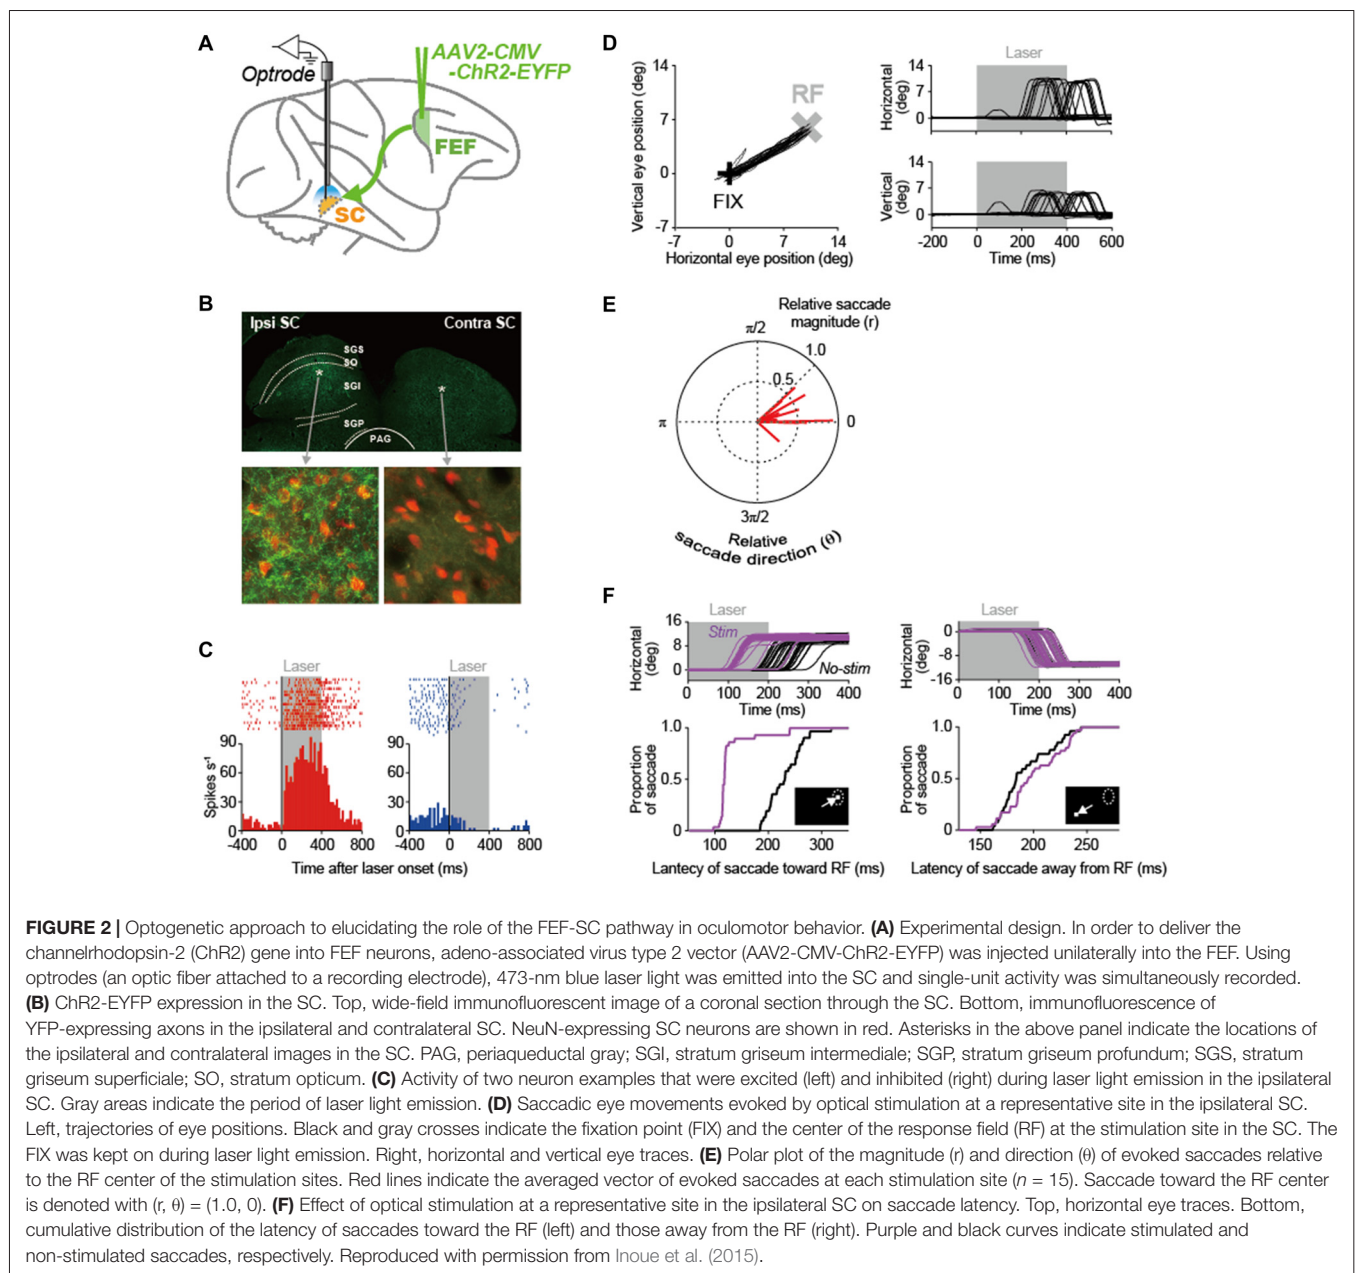 A
Optrode
AAV2-CMV
-ChR2-EYFP
FEF
SC
B
Ipsi SC
Contra SC
SGS
SO
SGI
SGP
PAG
*
*
C
Laser
Laser
Spikes s⁻¹
90
60
30
0
-400 0 400 800
90
60
30
0
-400 0 400 800
Time after laser onset (ms)
D
Vertical eye position (deg)
14
7
0
-7
RF
FIX
-7 0 7 14
Horizontal eye position (deg)
Laser
Horizontal
(deg)
14
7
0
Vertical
(deg)
14
7
0
-200 0 200 400 600
Time (ms)
E
Relative saccade
magnitude (r)
π/2
1.0
0.5
π
0
3π/2
Relative
saccade direction (θ)
F
Laser
Horizontal
(deg)
16
8
0
Stim
No-stim
0 100 200 300 400
Time (ms)
Proportion
of saccade
1.0
0.5
0
100 200 300
Lantecy of saccade toward RF (ms)
Laser
Horizontal
(deg)
0
-8
-16
0 100 200 300 400
Time (ms)
Proportion
of saccade
1.0
0.5
0
150 200 250
Latency of saccade away from RF (ms)
FIGURE 2 | Optogenetic approach to elucidating the role of the FEF-SC pathway in oculomotor behavior. (A) Experimental design. In order to deliver the
channelrhodopsin-2 (ChR2) gene into FEF neurons, adeno-associated virus type 2 vector (AAV2-CMV-ChR2-EYFP) was injected unilaterally into the FEF. Using
optrodes (an optic fiber attached to a recording electrode), 473-nm blue laser light was emitted into the SC and single-unit activity was simultaneously recorded.
(B) ChR2-EYFP expression in the SC. Top, wide-field immunofluorescent image of a coronal section through the SC. Bottom, immunofluorescence of
YFP-expressing axons in the ipsilateral and contralateral SC. NeuN-expressing SC neurons are shown in red. Asterisks in the above panel indicate the locations of
the ipsilateral and contralateral images in the SC. PAG, periaqueductal gray; SGI, stratum griseum intermediale; SGP, stratum griseum profundum; SGS, stratum
griseum superficiale; SO, stratum opticum. (C) Activity of two neuron examples that were excited (left) and inhibited (right) during laser light emission in the ipsilateral
SC. Gray areas indicate the period of laser light emission. (D) Saccadic eye movements evoked by optical stimulation at a representative site in the ipsilateral SC.
Left, trajectories of eye positions. Black and gray crosses indicate the fixation point (FIX) and the center of the response field (RF) at the stimulation site in the SC. The
FIX was kept on during laser light emission. Right, horizontal and vertical eye traces. (E) Polar plot of the magnitude (r) and direction (θ) of evoked saccades relative
to the RF center of the stimulation sites. Red lines indicate the averaged vector of evoked saccades at each stimulation site (n = 15). Saccade toward the RF center
is denoted with (r, θ) = (1.0, 0). (F) Effect of optical stimulation at a representative site in the ipsilateral SC on saccade latency. Top, horizontal eye traces. Bottom,
cumulative distribution of the latency of saccades toward the RF (left) and those away from the RF (right). Purple and black curves indicate stimulated and
non-stimulated saccades, respectively. Reproduced with permission from Inoue et al. (2015).